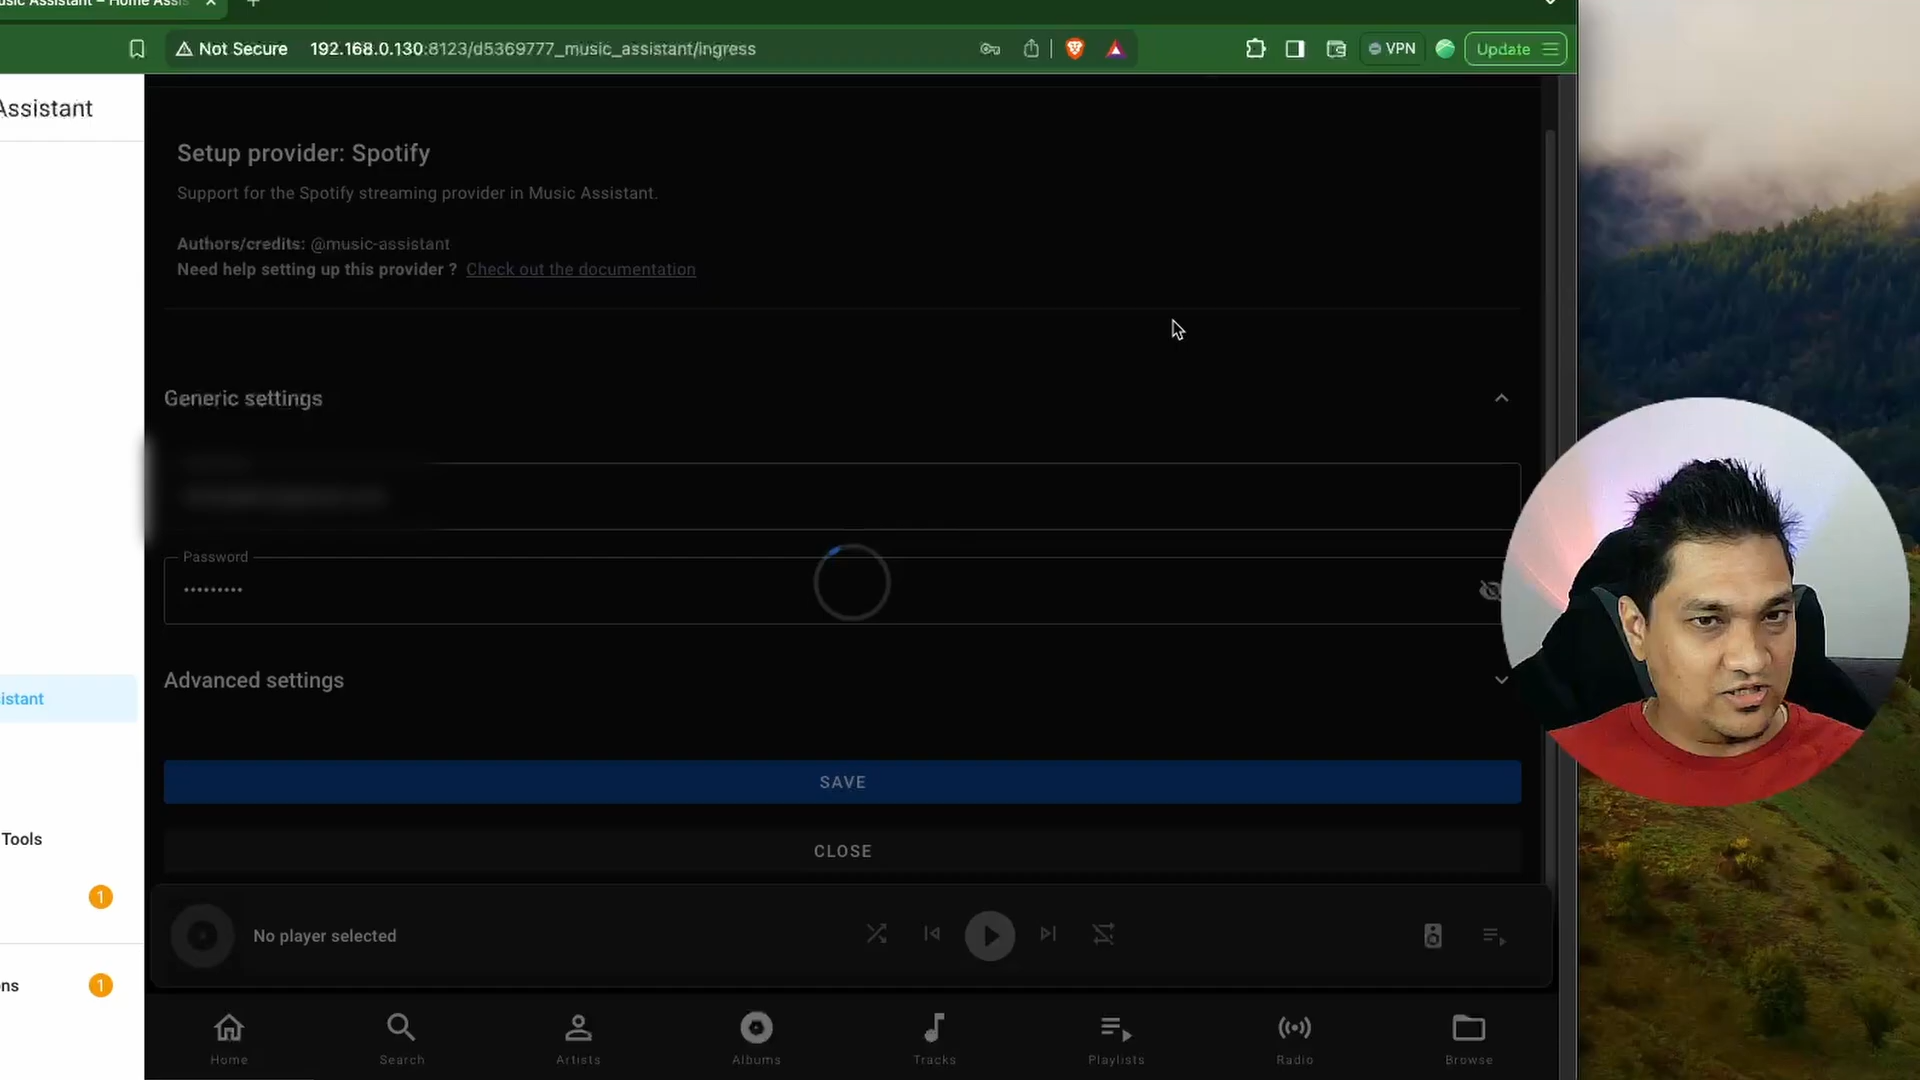 usic Assistant – Home Assis
Not Secure 192.168.0.130:8123/d5369777_music_assistant/ingress
VPN
Update
Assistant
Setup provider: Spotify
Support for the Spotify streaming provider in Music Assistant.
Authors/credits: @music-assistant
Need help setting up this provider ? Check out the documentation
Generic settings
Password
•••••••••
Advanced settings
istant
SAVE
Tools
CLOSE
1
No player selected
ns
1
Home
Search
Artists
Albums
Tracks
Playlists
Radio
Browse